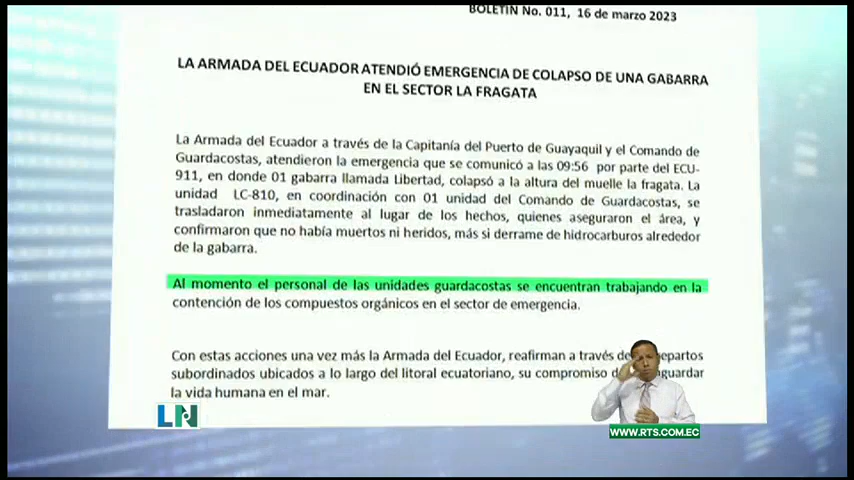 BOLETIN No. 011, 16 de marzo 2023
LA ARMADA DEL ECUADOR ATENDIÓ EMERGENCIA DE COLAPSO DE UNA GABARRA
EN EL SECTOR LA FRAGATA
La Armada del Ecuador a través de la Capitanía del Puerto de Guayaquil y el Comando de
Guardacostas, atendieron la emergencia que se comunicó a las 09:56 por parte del ECU-
911, en donde 01 gabarra llamada Libertad, colapsó a la altura del muelle la fragata. La
unidad LC-810, en coordinación con 01 unidad del Comando de Guardacostas, se
trasladaron inmediatamente al lugar de los hechos, quienes aseguraron el área, y
confirmaron que no había muertos ni heridos, más si derrame de hidrocarburos alrededor
de la gabarra.
Al momento el personal de las unidades guardacostas se encuentran trabajando en la
contención de los compuestos orgánicos en el sector de emergencia.
Con estas acciones una vez más la Armada del Ecuador, reafirman a través de
subordinados ubicados a lo largo del litoral ecuatoriano, su compromiso
la vida humana en el mar.
LN
WWW.RTS.COM.EC